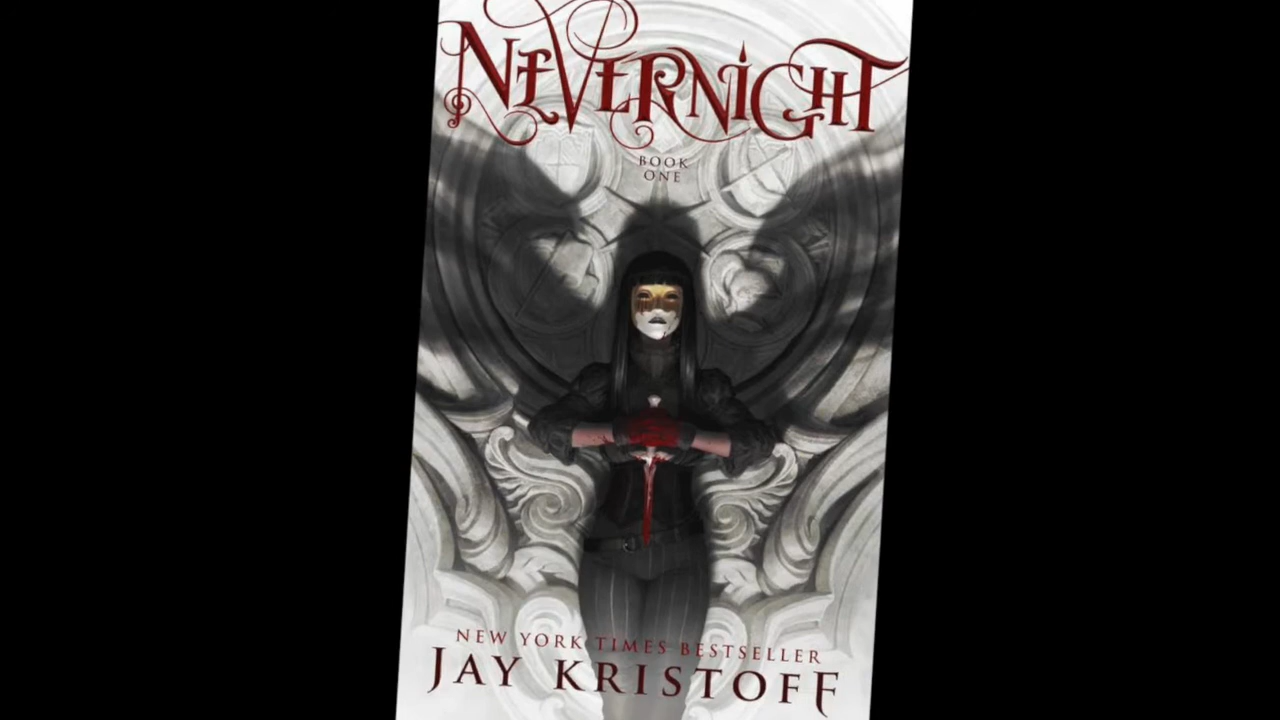 NEVERNIGHT
BOOK
ONE
NEW YORK TIMES BESTSELLER
JAY KRISTOFF